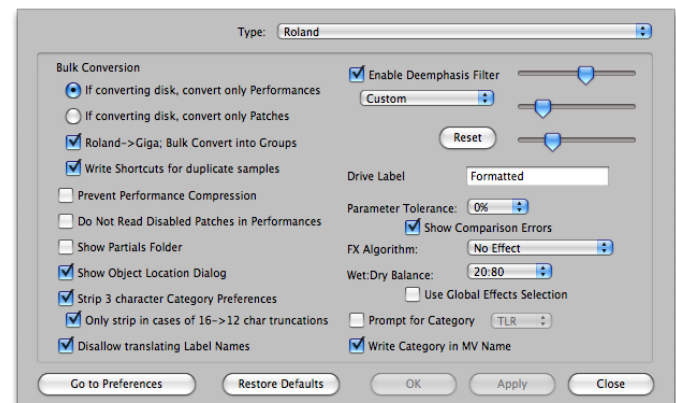 Type: Roland
Bulk Conversion
If converting disk, convert only Performances
If converting disk, convert only Patches
Roland->Giga; Bulk Convert into Groups
Write Shortcuts for duplicate samples
Prevent Performance Compression
Do Not Read Disabled Patches in Performances
Show Partials Folder
Show Object Location Dialog
Strip 3 character Category Preferences
Only strip in cases of 16->12 char truncations
Disallow translating Label Names
Enable Deemphasis Filter
Custom
Reset
Drive Label Formatted
Parameter Tolerance: 0%
Show Comparison Errors
FX Algorithm: No Effect
Wet:Dry Balance: 20:80
Use Global Effects Selection
Prompt for Category TLR
Write Category in MV Name
Go to Preferences Restore Defaults OK Apply Close